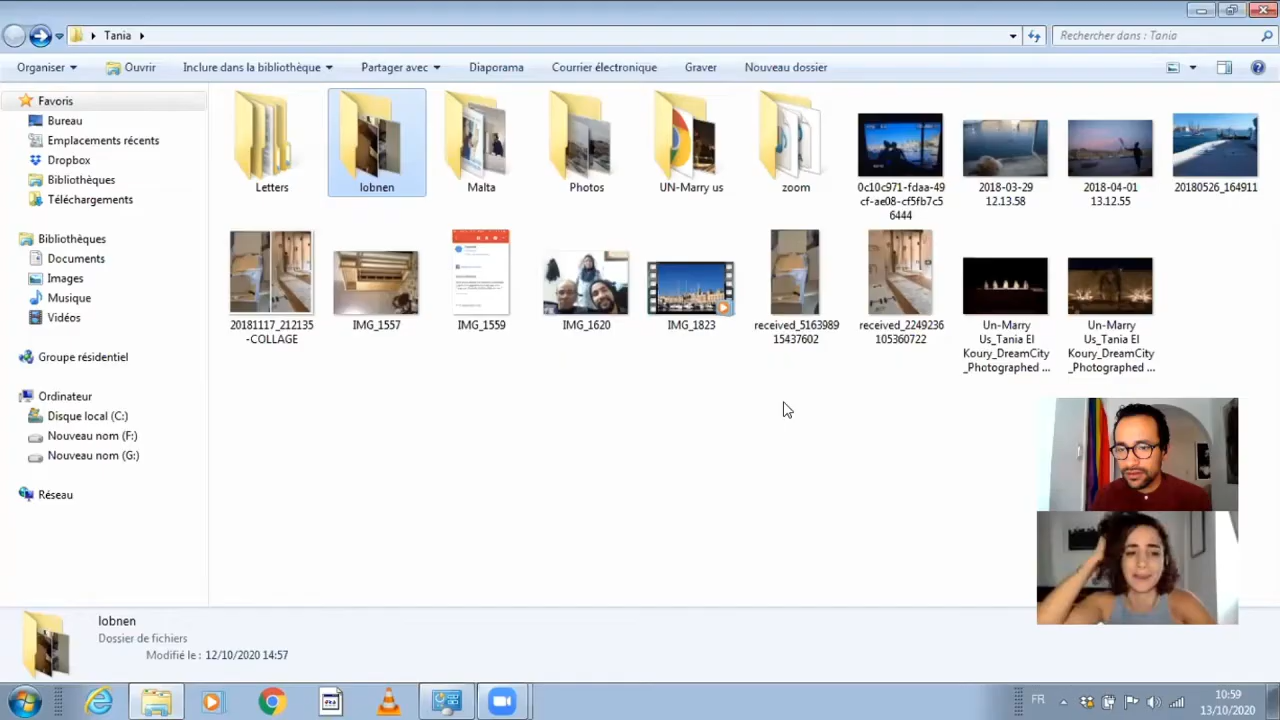 Tania
Rechercher dans : Tania
Organiser
Ouvrir
Inclure dans la bibliothèque
Partager avec
Diaporama
Courrier électronique
Graver
Nouveau dossier
Favoris
Bureau
Emplacements récents
Dropbox
Bibliothèques
Téléchargements
Bibliothèques
Documents
Images
Musique
Vidéos
Groupe résidentiel
Ordinateur
Disque local (C:)
Nouveau nom (F:)
Nouveau nom (G:)
Réseau
Letters
lobnen
Malta
Photos
UN-Marry us
zoom
0c10c971-fdaa-49
cf-ae08-cf5fb7c5
6444
2018-03-29
12.13.58
2018-04-01
13.12.55
20180526_164911
20181117_212135
-COLLAGE
IMG_1557
IMG_1559
IMG_1620
IMG_1823
received_5163989
15437602
received_2249236
105360722
Un-Marry
Us_Tania El
Koury_DreamCity
_Photographed ...
Un-Marry
Us_Tania El
Koury_DreamCity
_Photographed ...
lobnen
Dossier de fichiers
Modifié le : 12/10/2020 14:57
FR
10:59
13/10/2020